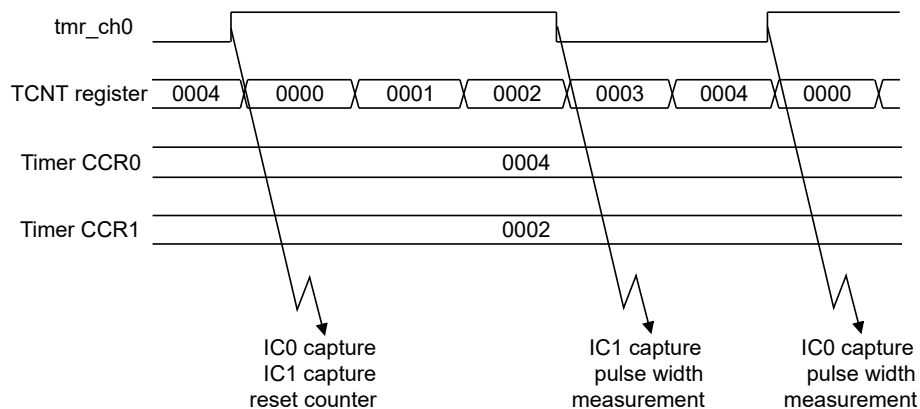 tmr_ch0
TCNT register 0004 0000 0001 0002 0003 0004 0000
Timer CCR0 0004
Timer CCR1 0002
IC0 capture
IC1 capture
reset counter
IC1 capture
pulse width
measurement
IC0 capture
pulse width
measurement